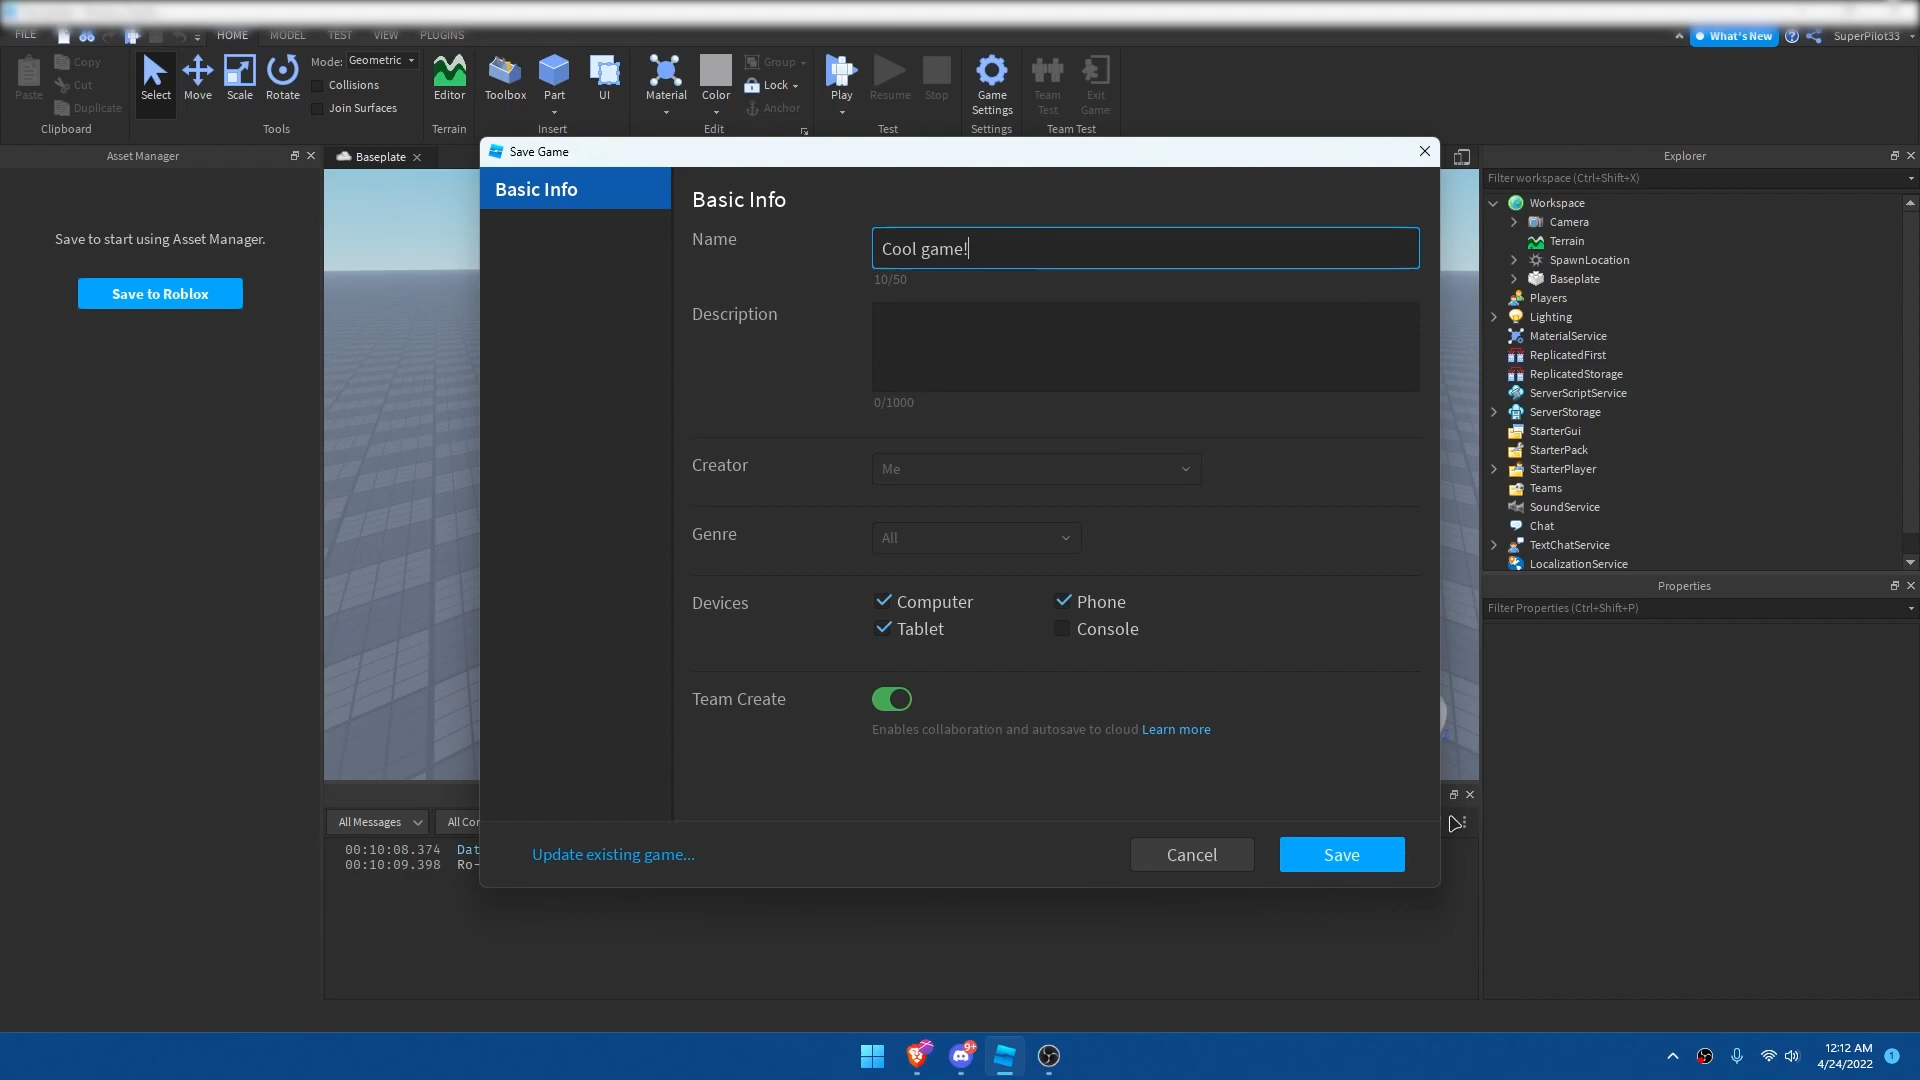 FILE
HOME
MODEL
TEST
VIEW
PLUGINS
What's New
SuperPilot33
Paste
Copy
Cut
Duplicate
Clipboard
Select
Move
Scale
Rotate
Mode: Geometric
Collisions
Join Surfaces
Tools
Editor
Terrain
Toolbox
Part
UI
Insert
Material
Color
Group
Lock
Anchor
Edit
Play
Resume
Stop
Test
Game
Settings
Settings
Team
Test
Exit
Game
Team Test
Asset Manager
Save to start using Asset Manager.
Save to Roblox
Baseplate
Save Game
Basic Info
Basic Info
Name
Cool game!
10/50
Description
0/1000
Creator
Me
Genre
All
Devices
Computer
Phone
Tablet
Console
Team Create
Enables collaboration and autosave to cloud Learn more
Update existing game...
Cancel
Save
All Messages
All Cor
00:10:08.374 Dat
00:10:09.398 Ro-
Explorer
Filter workspace (Ctrl+Shift+X)
Workspace
Camera
Terrain
SpawnLocation
Baseplate
Players
Lighting
MaterialService
ReplicatedFirst
ReplicatedStorage
ServerScriptService
ServerStorage
StarterGui
StarterPack
StarterPlayer
Teams
SoundService
Chat
TextChatService
LocalizationService
Properties
Filter Properties (Ctrl+Shift+P)
9+
12:12 AM
4/24/2022
1